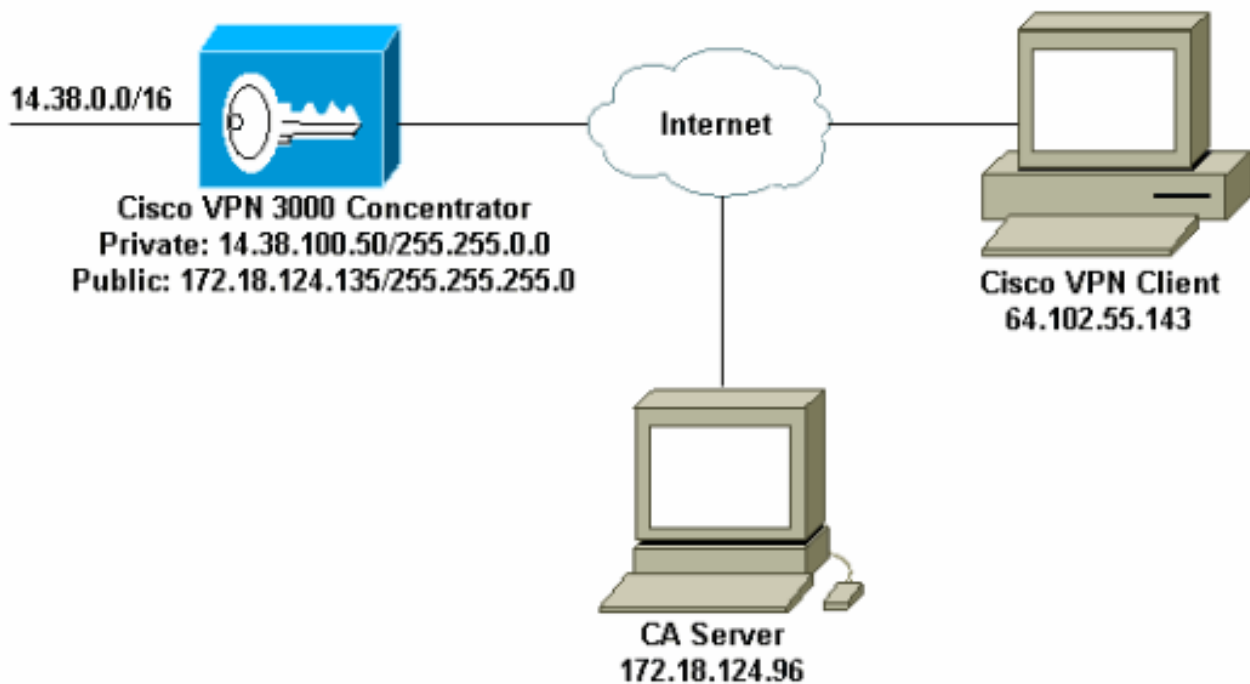 14.38.0.0/16
Internet
Cisco VPN 3000 Concentrator
Private: 14.38.100.50/255.255.0.0
Public: 172.18.124.135/255.255.255.0
Cisco VPN Client
64.102.55.143
CA Server
172.18.124.96